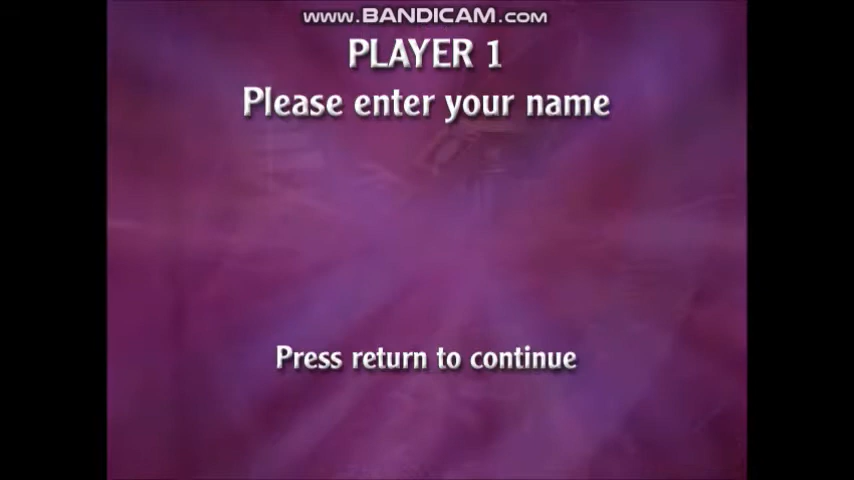 www.BANDICAM.com
PLAYER 1
Please enter your name
Press return to continue